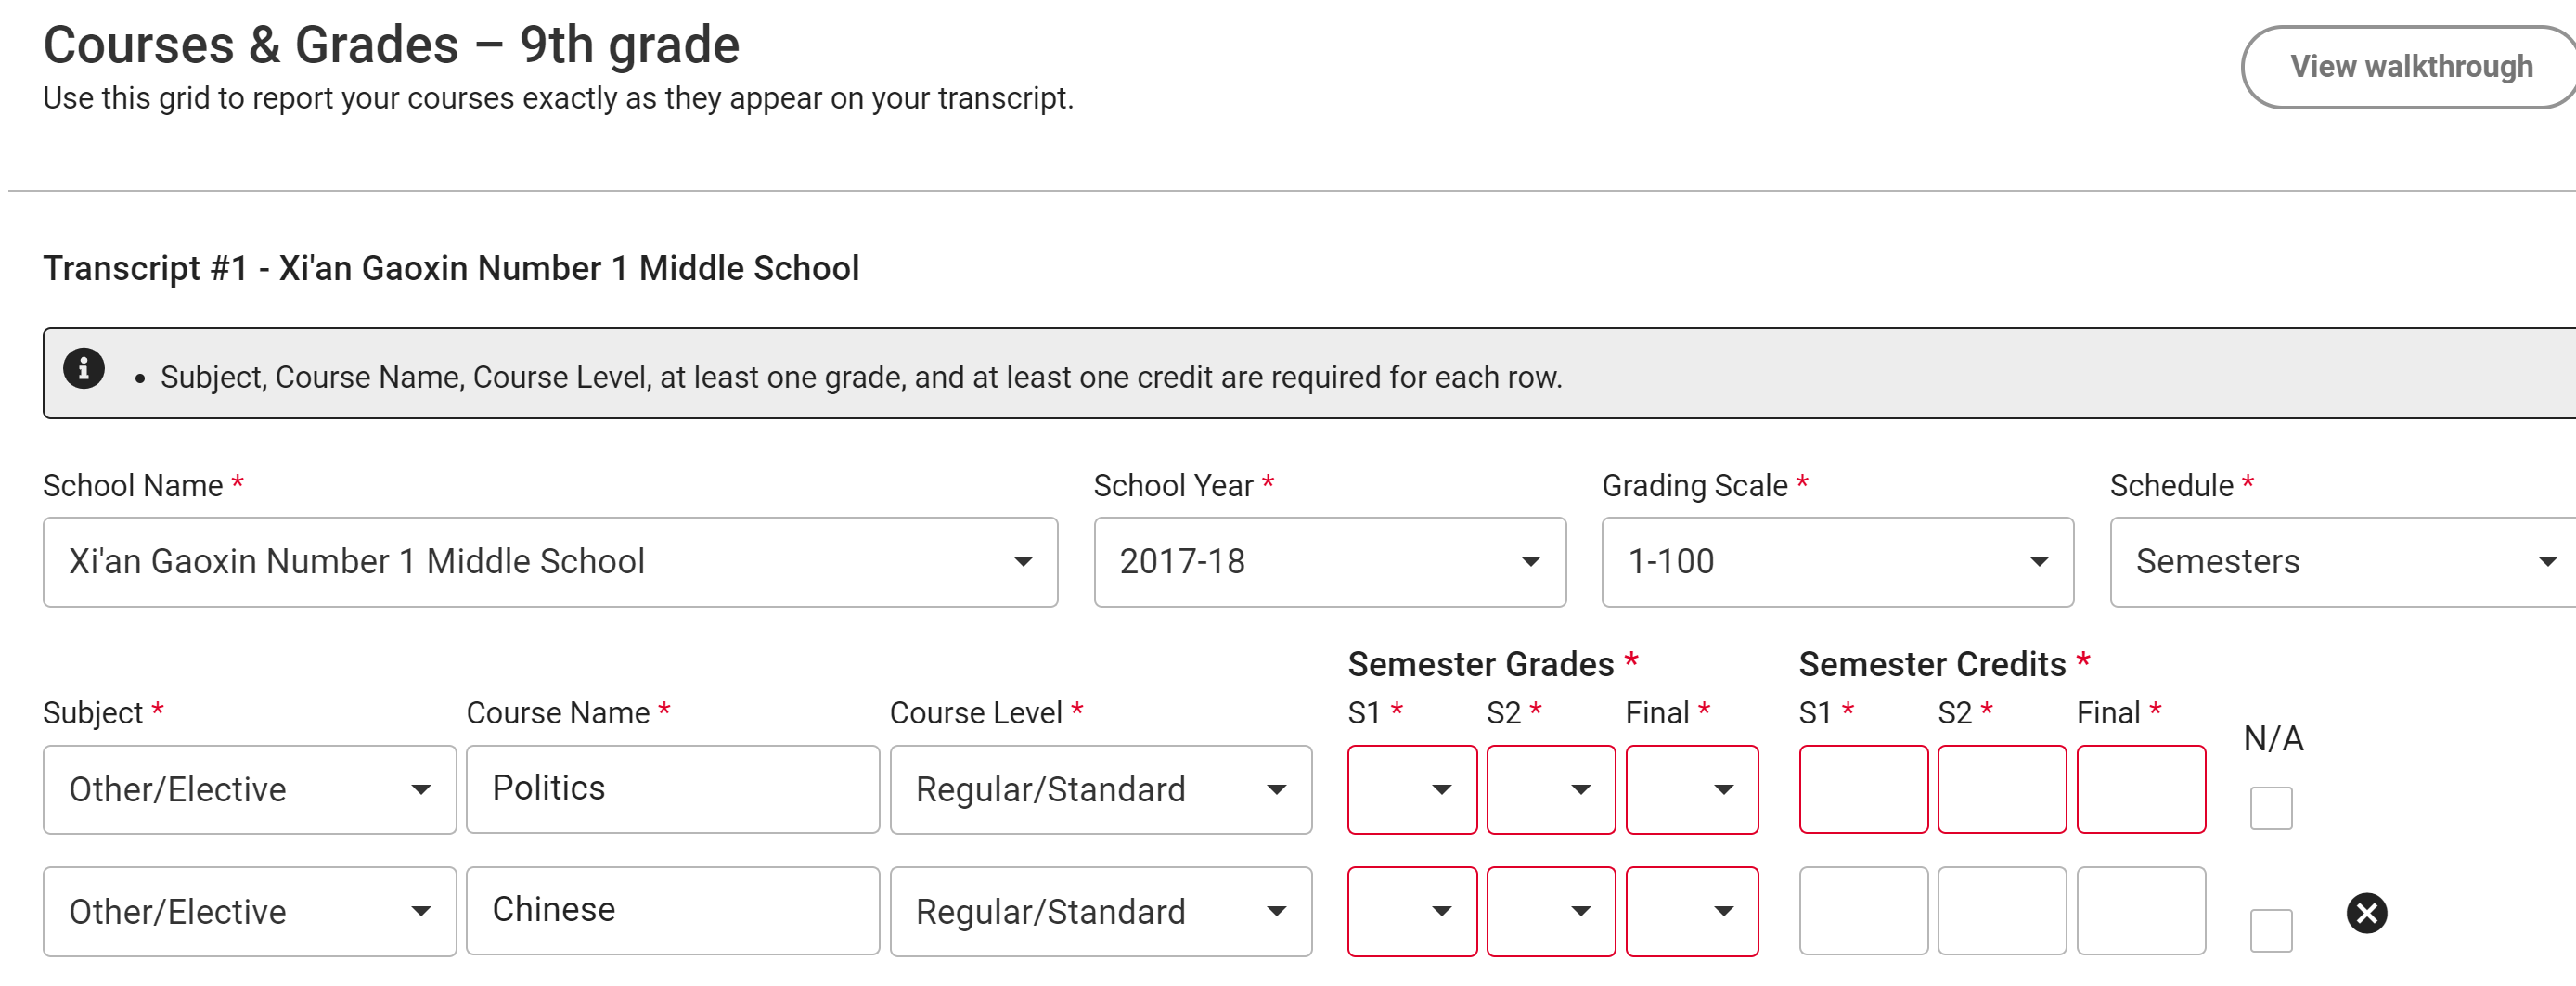 Courses & Grades – 9th grade
View walkthrough
Use this grid to report your courses exactly as they appear on your transcript.
Transcript #1 - Xi'an Gaoxin Number 1 Middle School
• Subject, Course Name, Course Level, at least one grade, and at least one credit are required for each row.
School Name * School Year * Grading Scale * Schedule *
Xi'an Gaoxin Number 1 Middle School 2017-18 1-100 Semesters
Semester Grades * Semester Credits *
Subject * Course Name * Course Level * S1 * S2 * Final * S1 * S2 * Final * N/A
Other/Elective Politics Regular/Standard
Other/Elective Chinese Regular/Standard